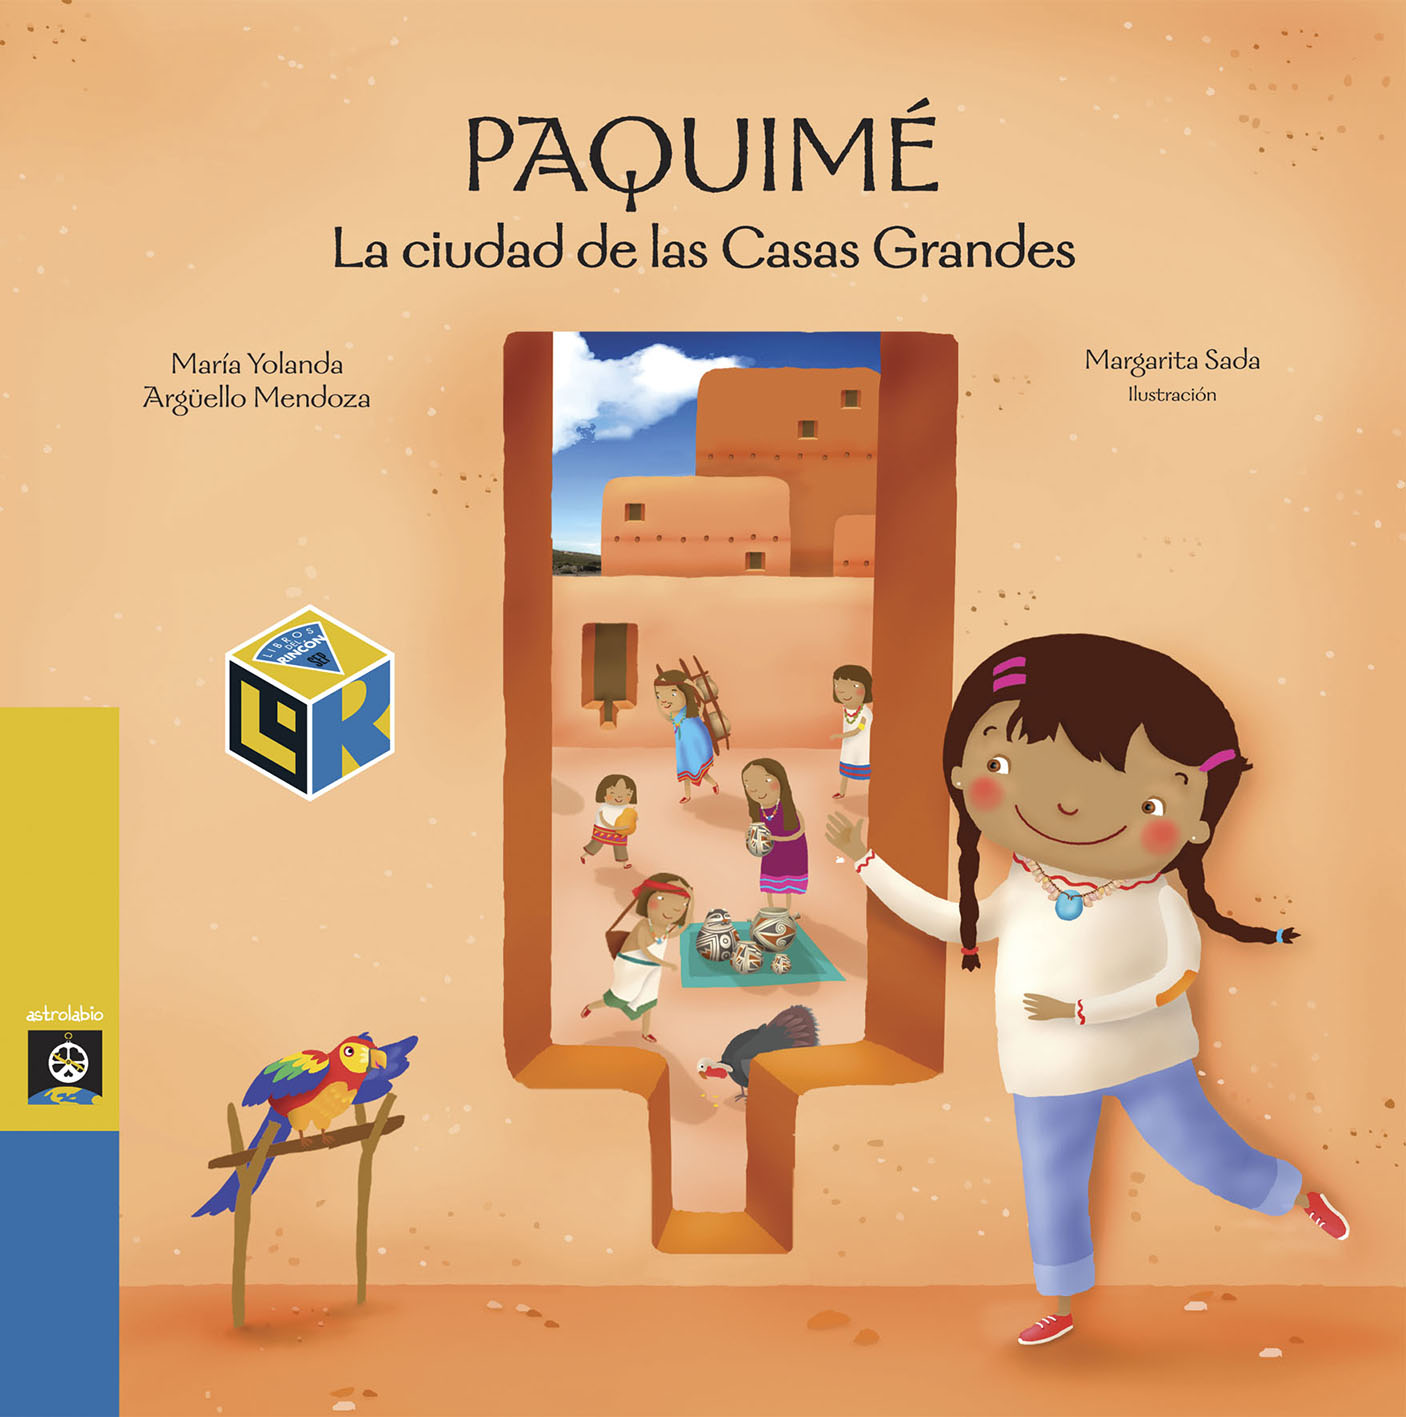 PAQUIMÉ
La ciudad de las Casas Grandes
María Yolanda
Argüello Mendoza
Margarita Sada
Ilustración
LIBROS
DEL
RINCÓN
SEP
LR
astrolabio